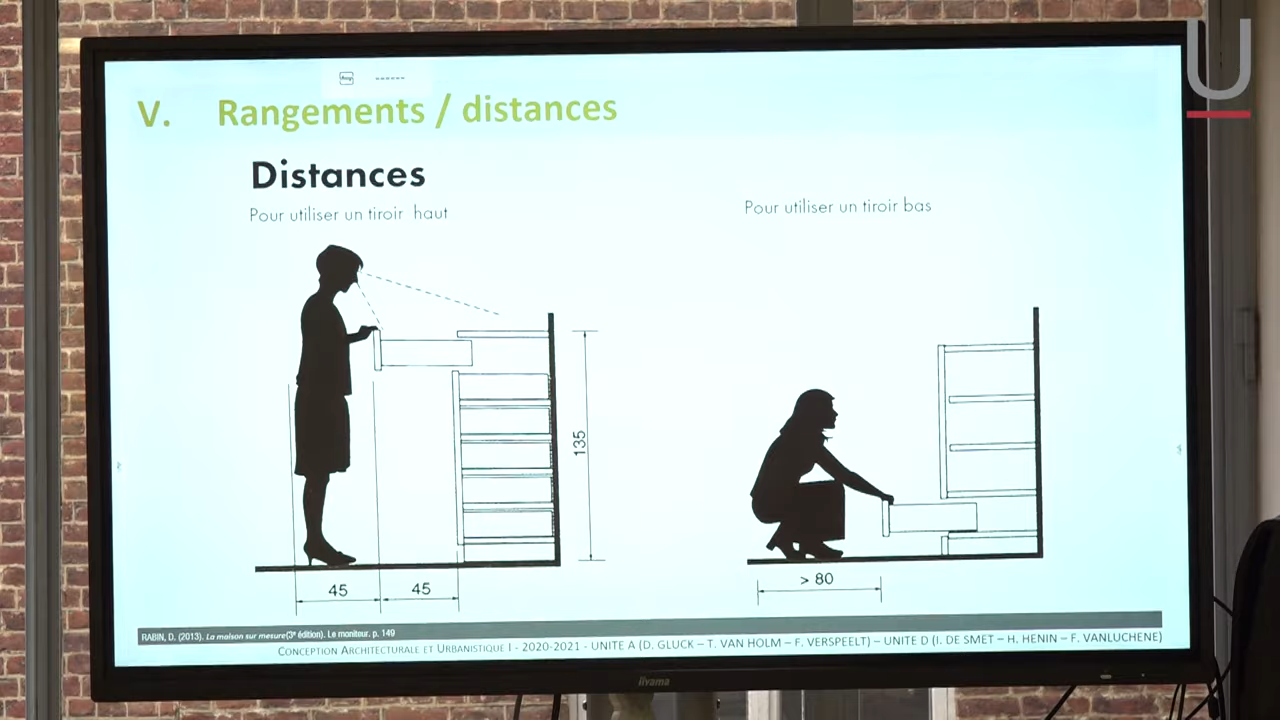 U
V. Rangements / distances
Distances
Pour utiliser un tiroir haut
Pour utiliser un tiroir bas
135
45
45
> 80
RABIN, D. (2013). La maison sur mesure(3e édition). Le moniteur. p. 149
CONCEPTION ARCHITECTURALE ET URBANISTIQUE I - 2020-2021 - UNITE A (D. GLUCK – T. VAN HOLM – F. VERSPEELT) – UNITE D (I. DE SMET – H. HENIN – F. VANLUCHENE)
iiyama